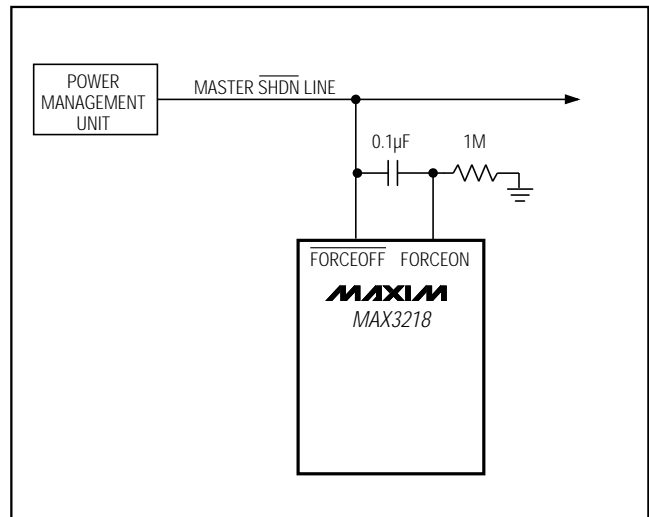 POWER
MANAGEMENT
UNIT
MASTER SHDN LINE
0.1µF
1M
FORCEOFF FORCEON
MAXIM
MAX3218